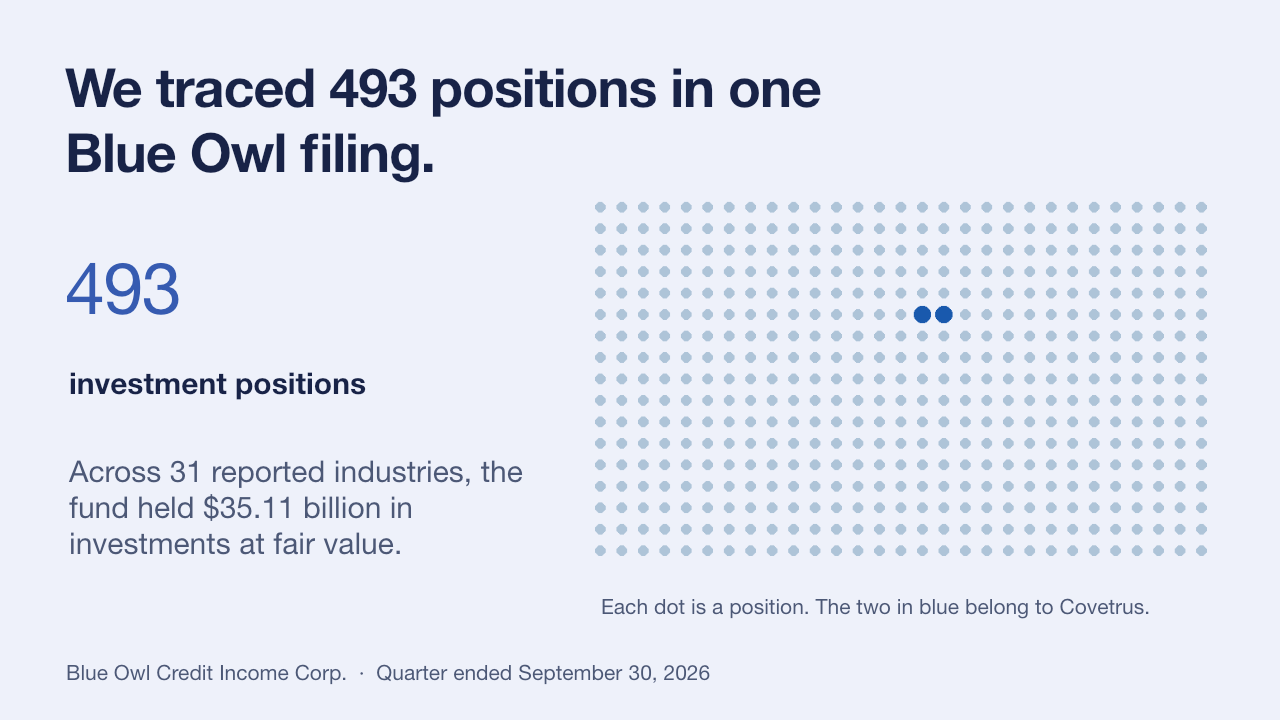 We traced 493 positions in one
Blue Owl filing.
493
investment positions
Across 31 reported industries, the
fund held $35.11 billion in
investments at fair value.
Each dot is a position. The two in blue belong to Covetrus.
Blue Owl Credit Income Corp. · Quarter ended September 30, 2026